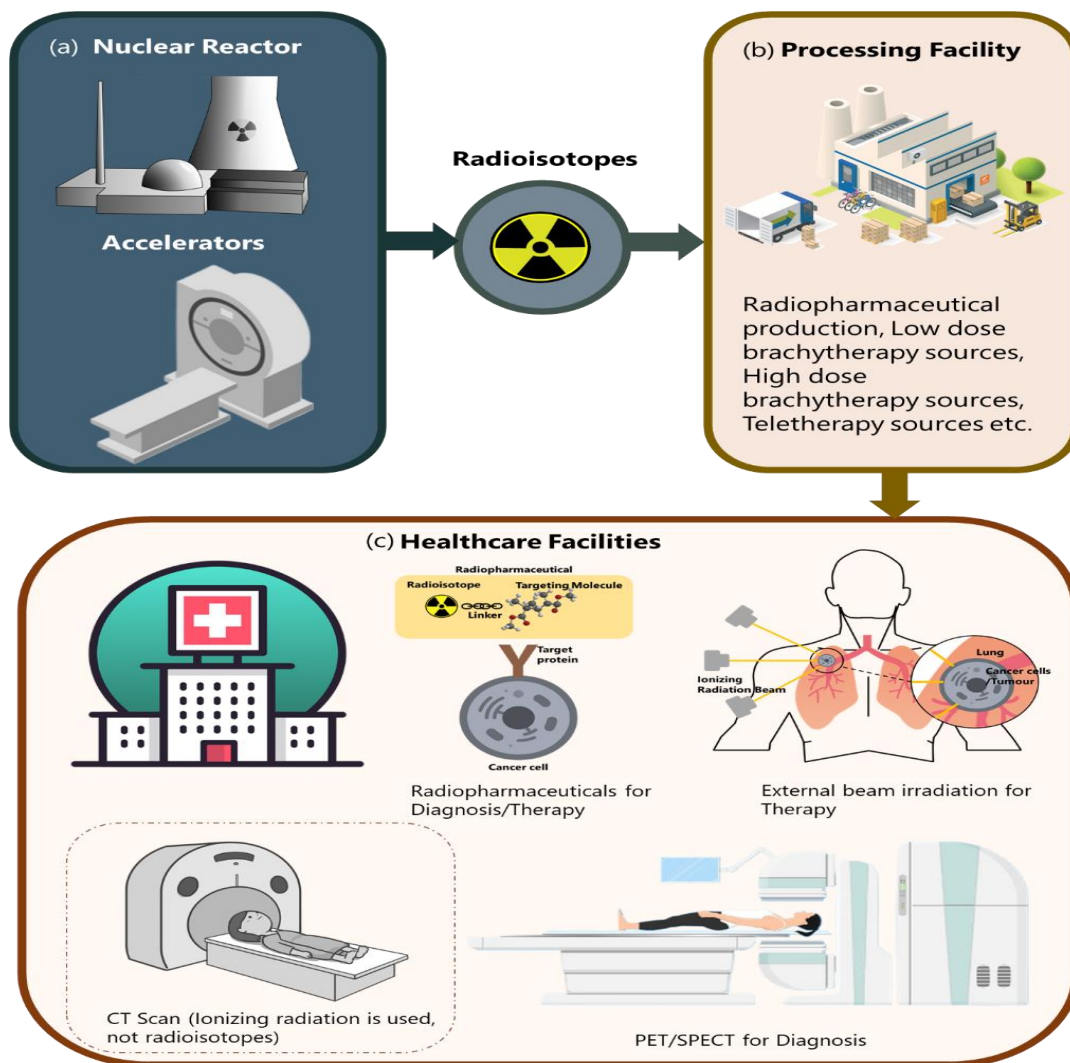 (a) Nuclear Reactor
Accelerators
Radioisotopes
(b) Processing Facility
Radiopharmaceutical
production, Low dose
brachytherapy sources,
High dose
brachytherapy sources,
Teletherapy sources etc.
(c) Healthcare Facilities
Radiopharmaceutical
Radioisotope
Targeting Molecule
Linker
Target
protein
Cancer cell
Radiopharmaceuticals for
Diagnosis/Therapy
Ionizing
Radiation Beam
Lung
Cancer cells
/Tumour
External beam irradiation for
Therapy
CT Scan (Ionizing radiation is used,
not radioisotopes)
PET/SPECT for Diagnosis